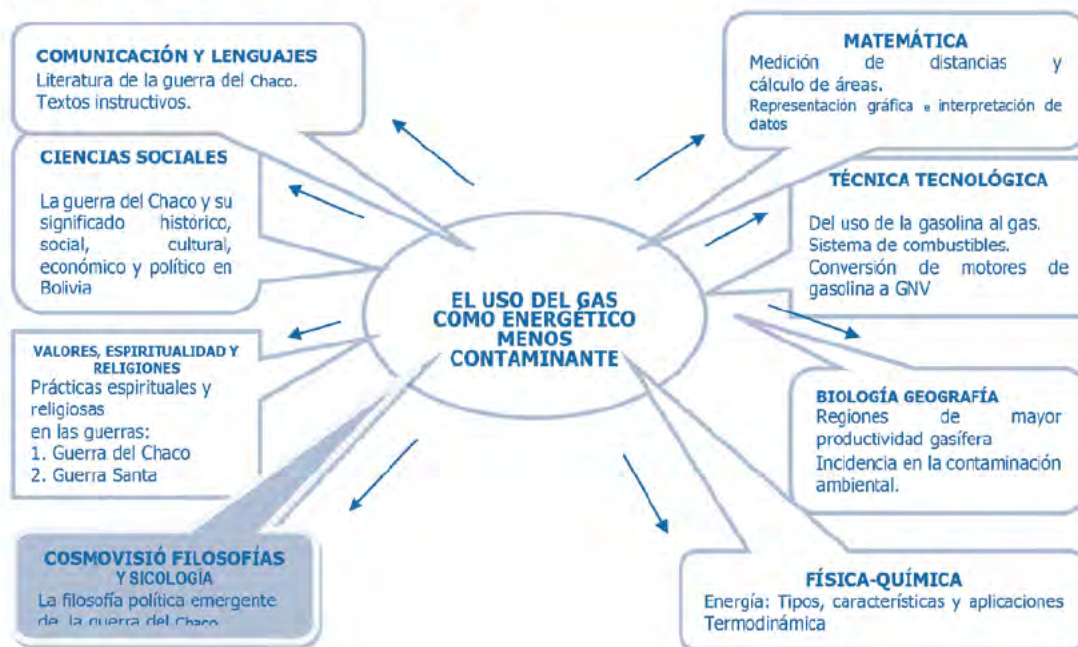 COMUNICACIÓN Y LENGUAJES
Literatura de la guerra del Chaco.
Textos instructivos.
CIENCIAS SOCIALES
La guerra del Chaco y su
significado histórico,
social, cultural,
económico y político en
Bolivia
VALORES, ESPIRITUALIDAD Y
RELIGIONES
Prácticas espirituales y
religiosas
en las guerras:
1. Guerra del Chaco
2. Guerra Santa
COSMOVISIÓ FILOSOFÍAS
Y SICOLOGÍA
La filosofía política emergente
de la guerra del Chaco
EL USO DEL GAS
COMO ENERGÉTICO
MENOS
CONTAMINANTE
MATEMÁTICA
Medición de distancias y
cálculo de áreas.
Representación gráfica e interpretación de
datos
TÉCNICA TECNOLÓGICA
Del uso de la gasolina al gas.
Sistema de combustibles.
Conversión de motores de
gasolina a GNV
BIOLOGÍA GEOGRAFÍA
Regiones de mayor
productividad gasífera
Incidencia en la contaminación
ambiental.
FÍSICA-QUÍMICA
Energía: Tipos, características y aplicaciones
Termodinámica